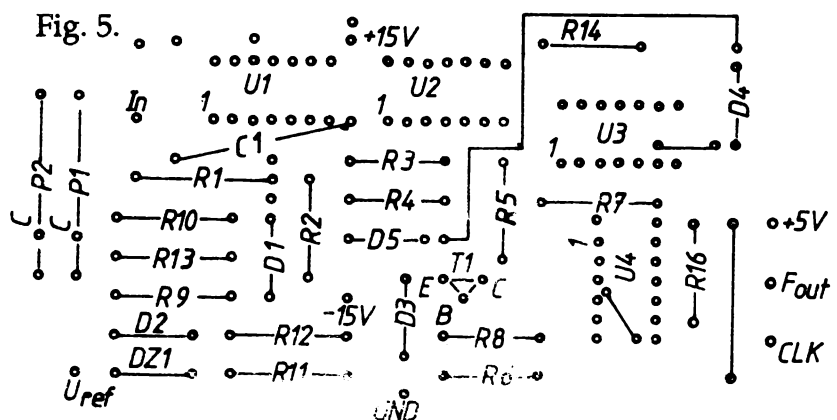 Fig. 5.
+15V
R14
U1
U2
D4
In
1
1
U3
C1
1
P2
P1
R3
R1
R4
R5
R7
C
C
R10
D1
R2
D5
1
U4
+5V
R13
T1
R16
E
C
Fout
R9
D3
-15V
B
D2
R12
R8
CLK
DZ1
R11
R6
Uref
GND